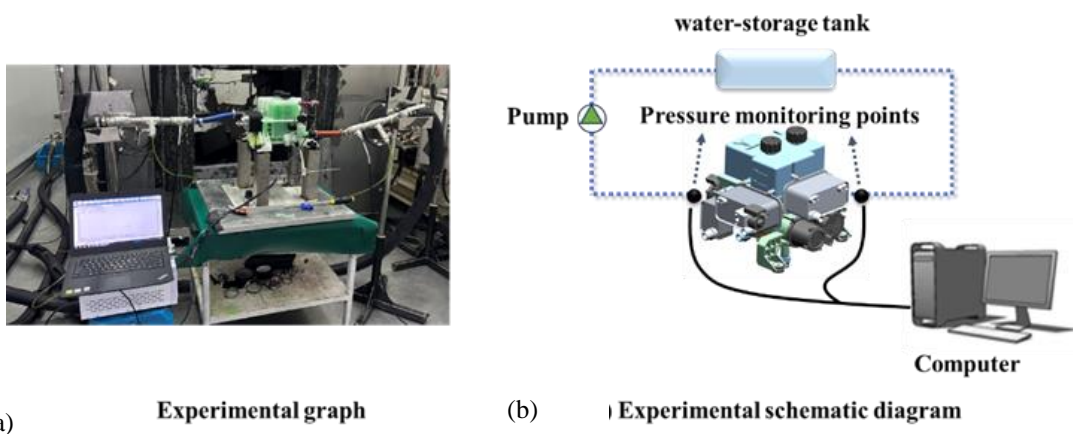 water-storage tank
Pump
Pressure monitoring points
Computer
a)
Experimental graph
(b)
) Experimental schematic diagram